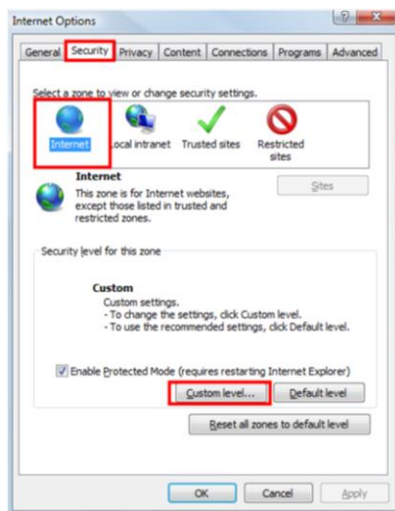 Internet Options
General Security Privacy Content Connections Programs Advanced
Select a zone to view or change security settings.
Internet Local intranet Trusted sites Restricted
sites
Internet
Sites
This zone is for Internet websites,
except those listed in trusted and
restricted zones.
Security level for this zone
Custom
Custom settings.
- To change the settings, click Custom level.
- To use the recommended settings, click Default level.
Enable Protected Mode (requires restarting Internet Explorer)
Custom level... Default level
Reset all zones to default level
OK Cancel Apply